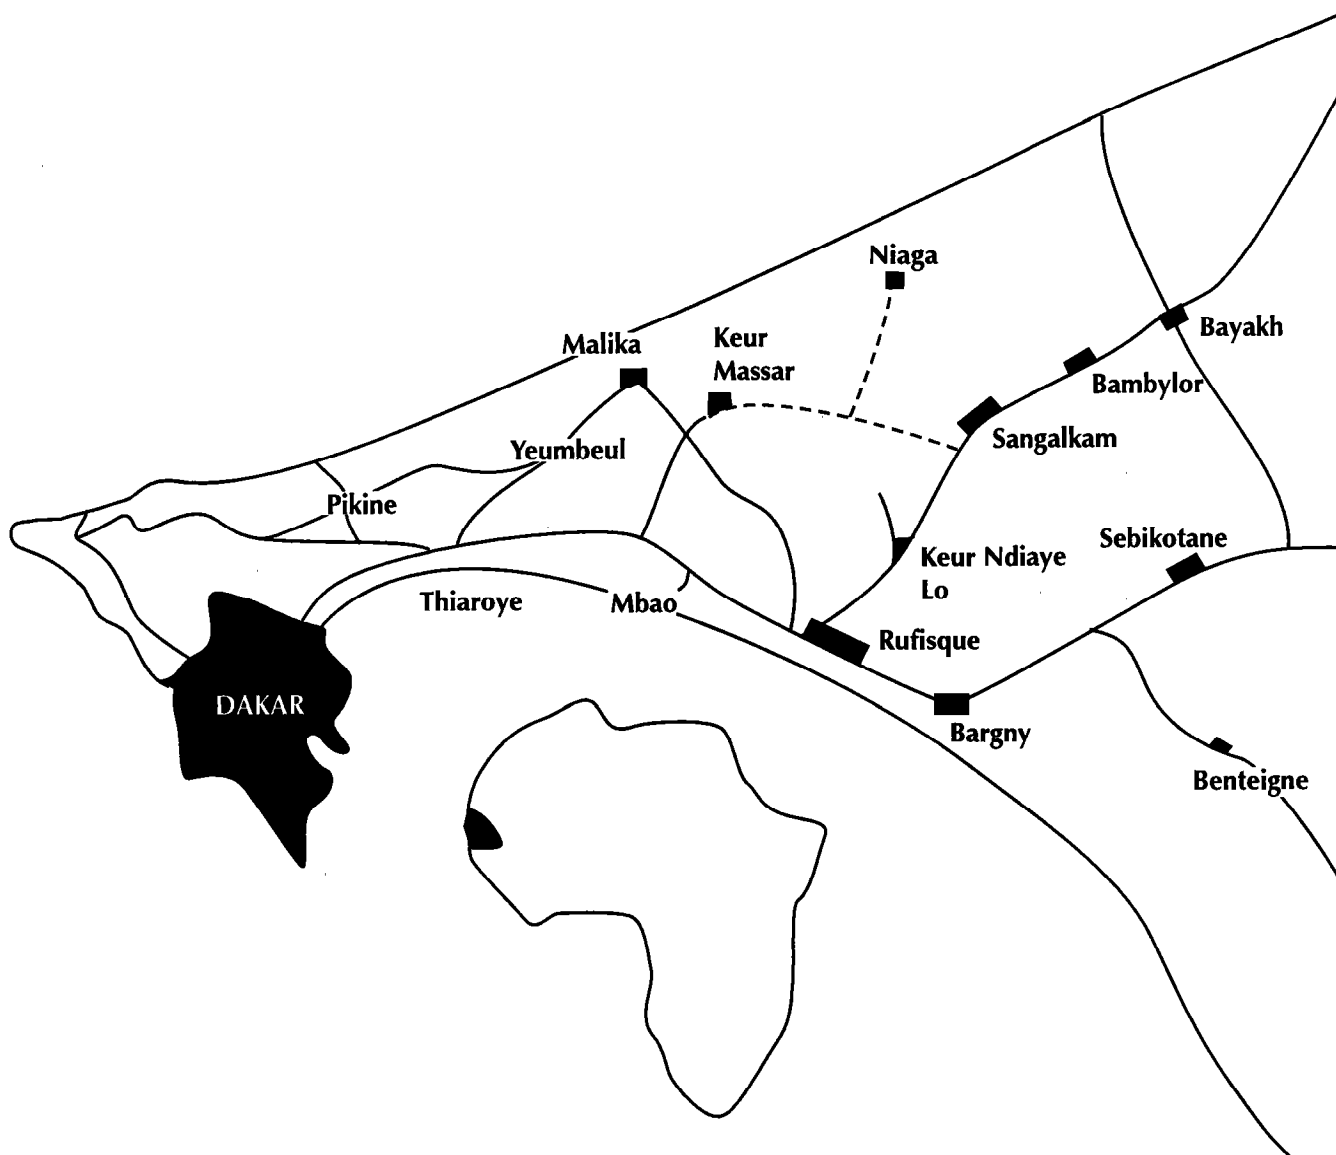 Niaga
Bayakh
Malika
Keur
Massar
Bambylor
Sangalkam
Yeumbeul
Pikine
Sebikotane
Keur Ndiaye
Lo
Thiaroye
Mbao
Rufisque
DAKAR
Bargny
Benteigne